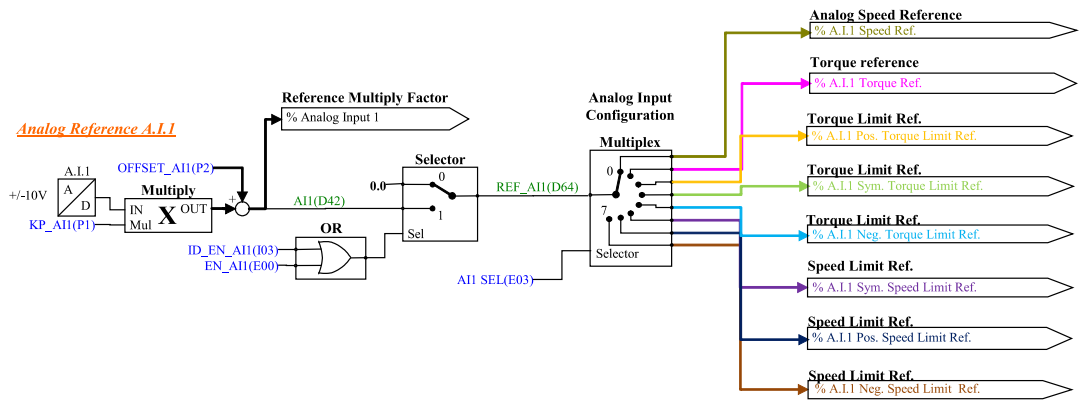 Analog Reference A.I.1
+/-10V
A.I.1
A
D
KP_AI1(P1)
OFFSET_AI1(P2)
Multiply
IN
Mul
X
OUT
+
Reference Multiply Factor
% Analog Input 1
AI1(D42)
ID_EN_AI1(I03)
EN_AI1(E00)
OR
Selector
0.0
0
1
Sel
REF_AI1(D64)
AI1 SEL(E03)
Analog Input
Configuration
Multiplex
0
7
Selector
Analog Speed Reference
% A.I.1 Speed Ref.
Torque reference
% A.I.1 Torque Ref.
Torque Limit Ref.
% A.I.1 Pos. Torque Limit Ref.
Torque Limit Ref.
% A.I.1 Sym. Torque Limit Ref.
Torque Limit Ref.
% A.I.1 Neg. Torque Limit Ref.
Speed Limit Ref.
% A.I.1 Sym. Speed Limit Ref.
Speed Limit Ref.
% A.I.1 Pos. Speed Limit Ref.
Speed Limit Ref.
% A.I.1 Neg. Speed Limit Ref.